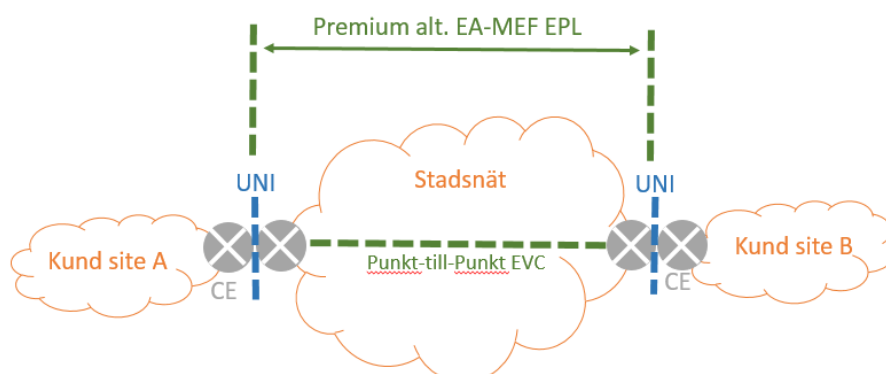 Premium alt. EA-MEF EPL
UNI
UNI
Stadsnät
Kund site A
Kund site B
Punkt-till-Punkt EVC
CE
CE